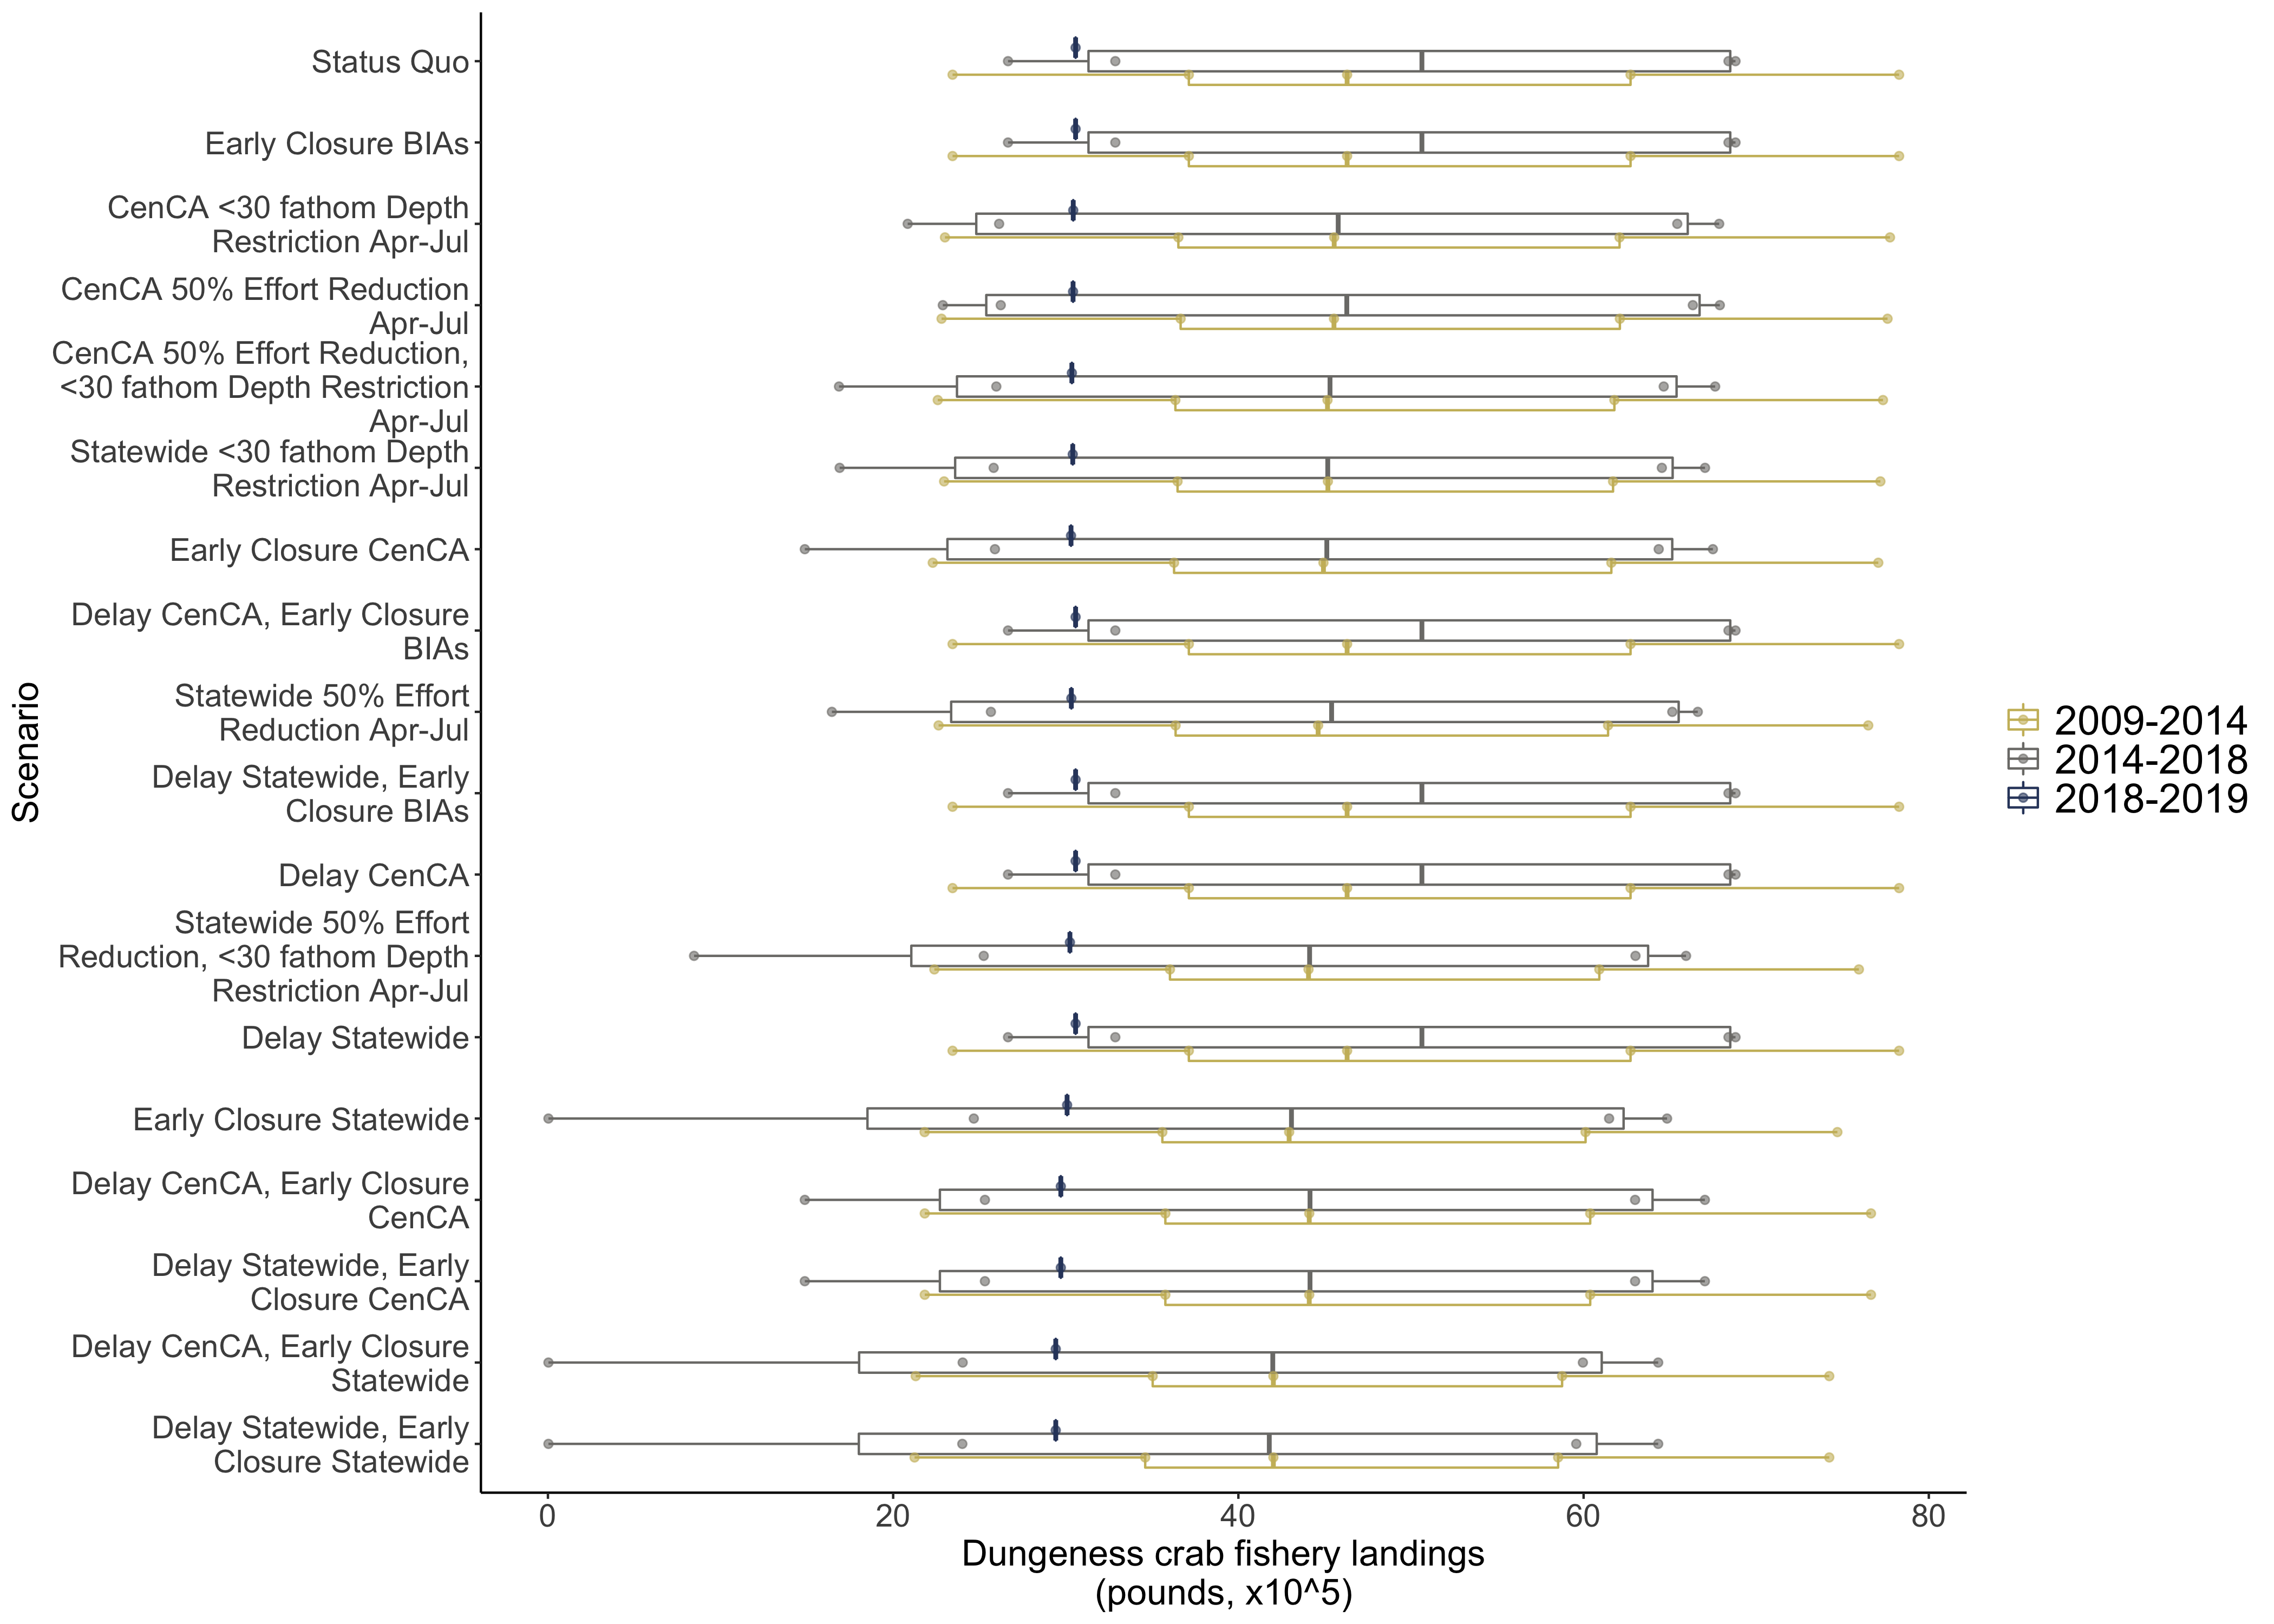 Status Quo
Early Closure BIAs
CenCA <30 fathom Depth
Restriction Apr-Jul
CenCA 50% Effort Reduction
Apr-Jul
CenCA 50% Effort Reduction,
<30 fathom Depth Restriction
Apr-Jul
Statewide <30 fathom Depth
Restriction Apr-Jul
Early Closure CenCA
Delay CenCA, Early Closure
BIAs
Statewide 50% Effort
Reduction Apr-Jul
Delay Statewide, Early
Closure BIAs
Delay CenCA
Statewide 50% Effort
Reduction, <30 fathom Depth
Restriction Apr-Jul
Delay Statewide
Early Closure Statewide
Delay CenCA, Early Closure
CenCA
Delay Statewide, Early
Closure CenCA
Delay CenCA, Early Closure
Statewide
Delay Statewide, Early
Closure Statewide
Scenario
0 20 40 60 80
Dungeness crab fishery landings
(pounds, x10^5)
2009-2014
2014-2018
2018-2019